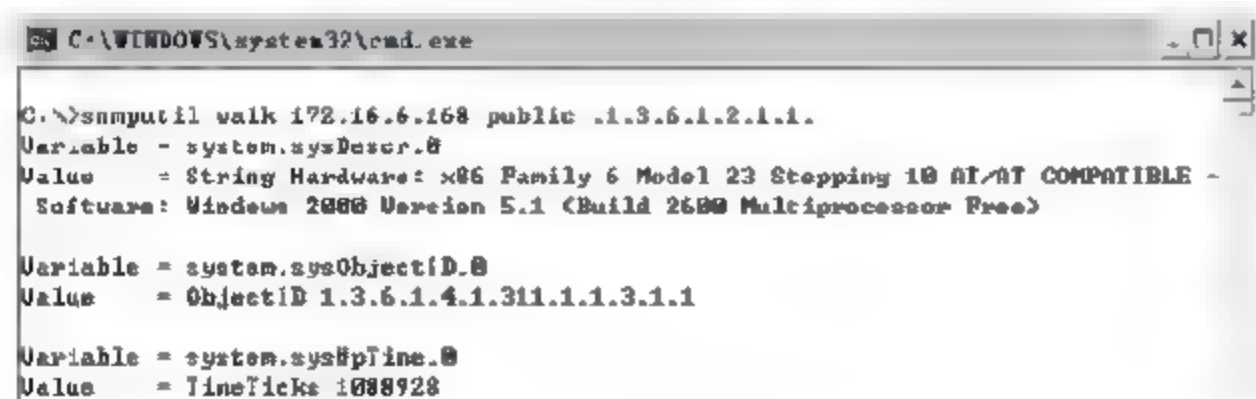 C:\WINDOWS\system32\cmd.exe
C:\>snmputil walk 172.16.6.168 public .1.3.6.1.2.1.1.
Variable = system.sysDescr.0
Value    = String Hardware: x86 Family 6 Model 23 Stepping 10 AT/AT COMPATIBLE -
 Software: Windows 2000 Version 5.1 (Build 2600 Multiprocessor Free)
Variable = system.sysObjectID.0
Value    = ObjectID 1.3.6.1.4.1.311.1.1.3.1.1
Variable = system.sysUpTime.0
Value    = TimeTicks 1088928